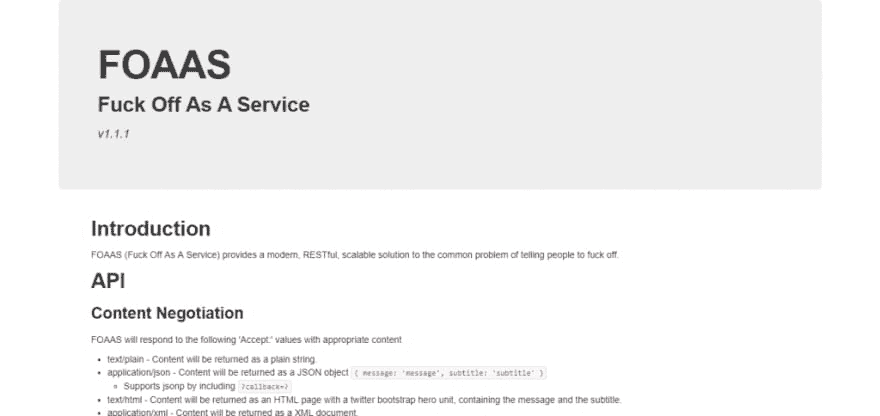 FOAAS
Fuck Off As A Service
v1.1.1
Introduction
FOAAS (Fuck Off As A Service) provides a modern, RESTful, scalable solution to the common problem of telling people to fuck off.
API
Content Negotiation
FOAAS will respond to the following 'Accept:' values with appropriate content
• text/plain - Content will be returned as a plain string.
• application/json - Content will be returned as a JSON object { message: 'message', subtitle: 'subtitle' }
Supports jsonp by including ?callback=?
• text/html - Content will be returned as an HTML page with a twitter bootstrap hero unit, containing the message and the subtitle.
• application/xml - Content will be returned as a XML document.